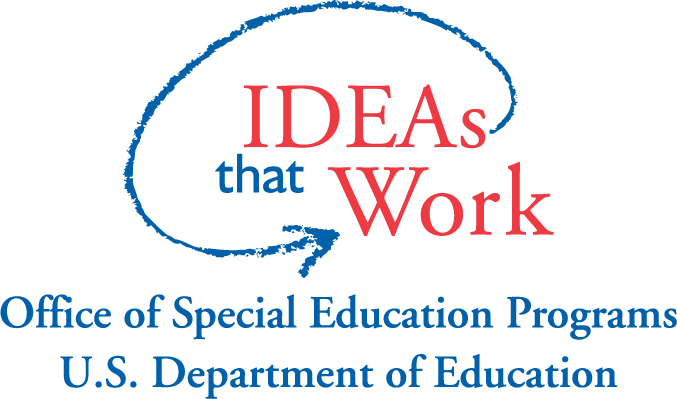 IDEAs
that Work
Office of Special Education Programs
U.S. Department of Education